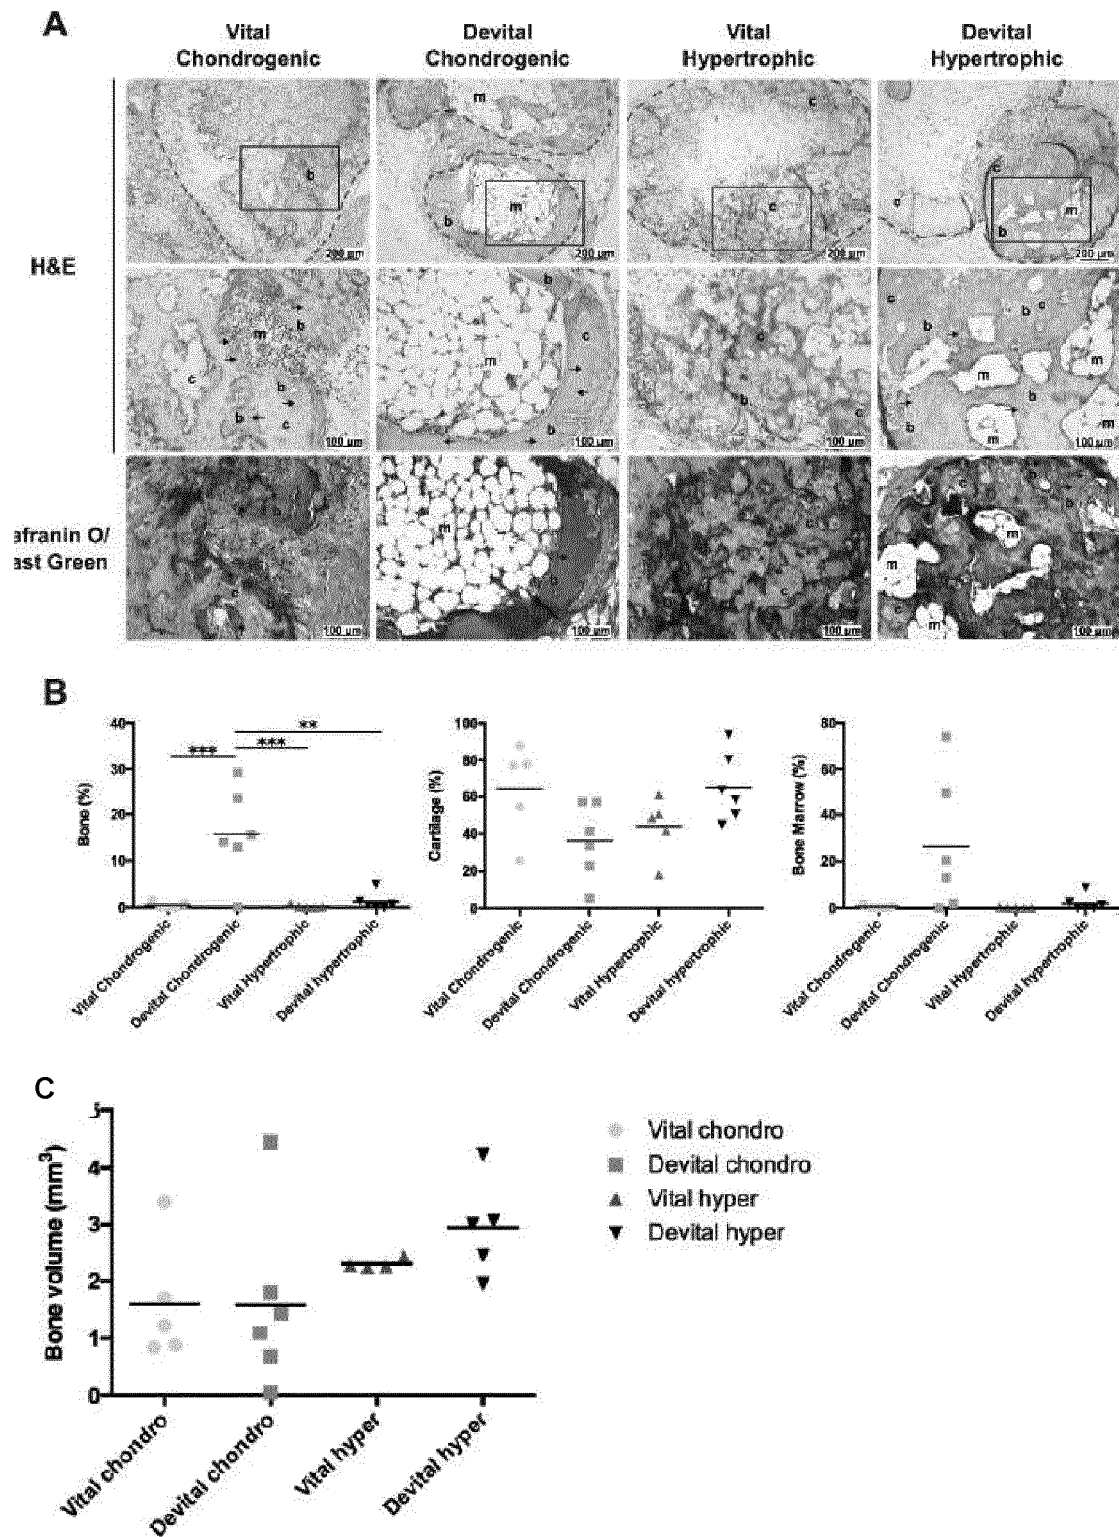 A
Vital
Chondrogenic
Devital
Chondrogenic
Vital
Hypertrophic
Devital
Hypertrophic
H&E
m
c
c
c
b
b
m
c
m
b
200 µm
200 µm
200 µm
200 µm
b
c
b c
m
b
c
c
b
m
m
c
b
m
m
b
b
b
c
b
c
b
m
m
100 µm
100 µm
100 µm
100 µm
afranin O/
ast Green
c
b
b
b
m
c
m
m
c
b
b
b
c
c
m
100 µm
100 µm
100 µm
100 µm
B
Bone (%)
40
30
20
10
0
***
***
**
Vital Chondrogenic
Devital Chondrogenic
Vital Hypertrophic
Devital hypertrophic
Cartilage (%)
100
80
60
40
20
0
Vital Chondrogenic
Devital Chondrogenic
Vital Hypertrophic
Devital hypertrophic
Bone Marrow (%)
80
60
40
20
0
Vital Chondrogenic
Devital Chondrogenic
Vital Hypertrophic
Devital hypertrophic
C
Bone volume (mm³)
5
4
3
2
1
0
Vital chondro
Devital chondro
Vital hyper
Devital hyper
Vital chondro
Devital chondro
Vital hyper
Devital hyper